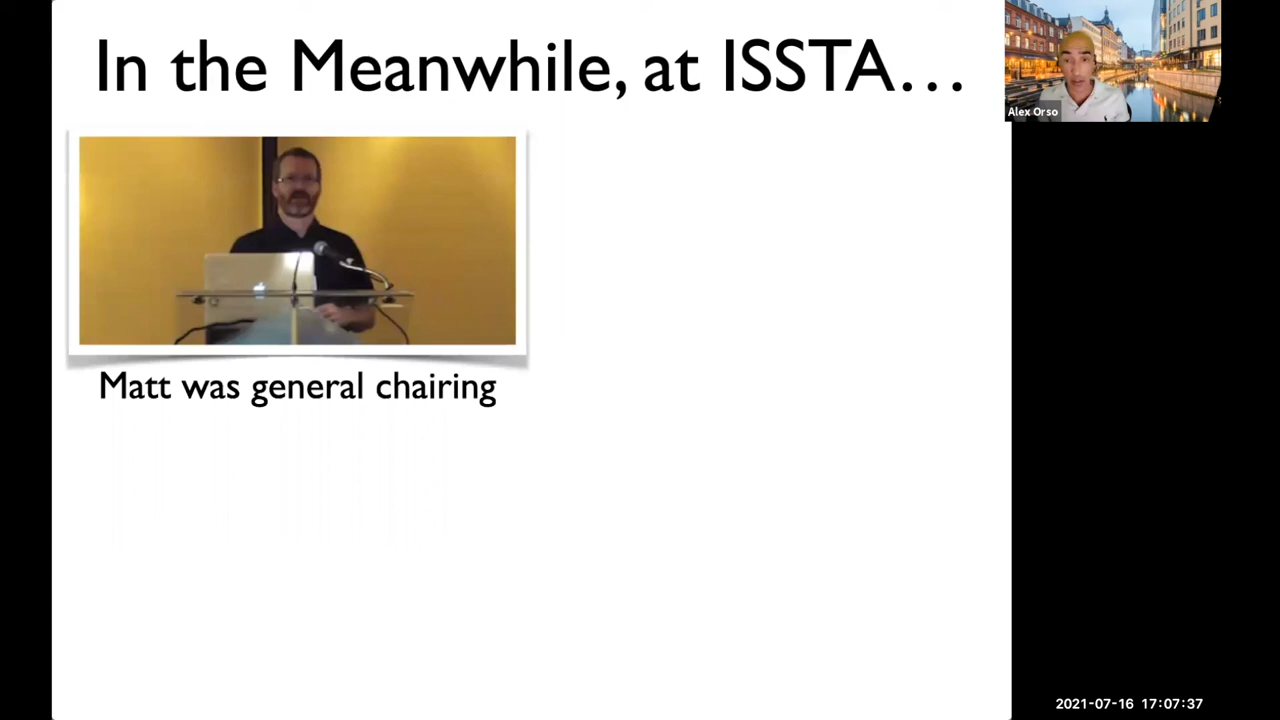 In the Meanwhile, at ISSTA…
Alex Orso
Matt was general chairing
2021-07-16 17:07:37